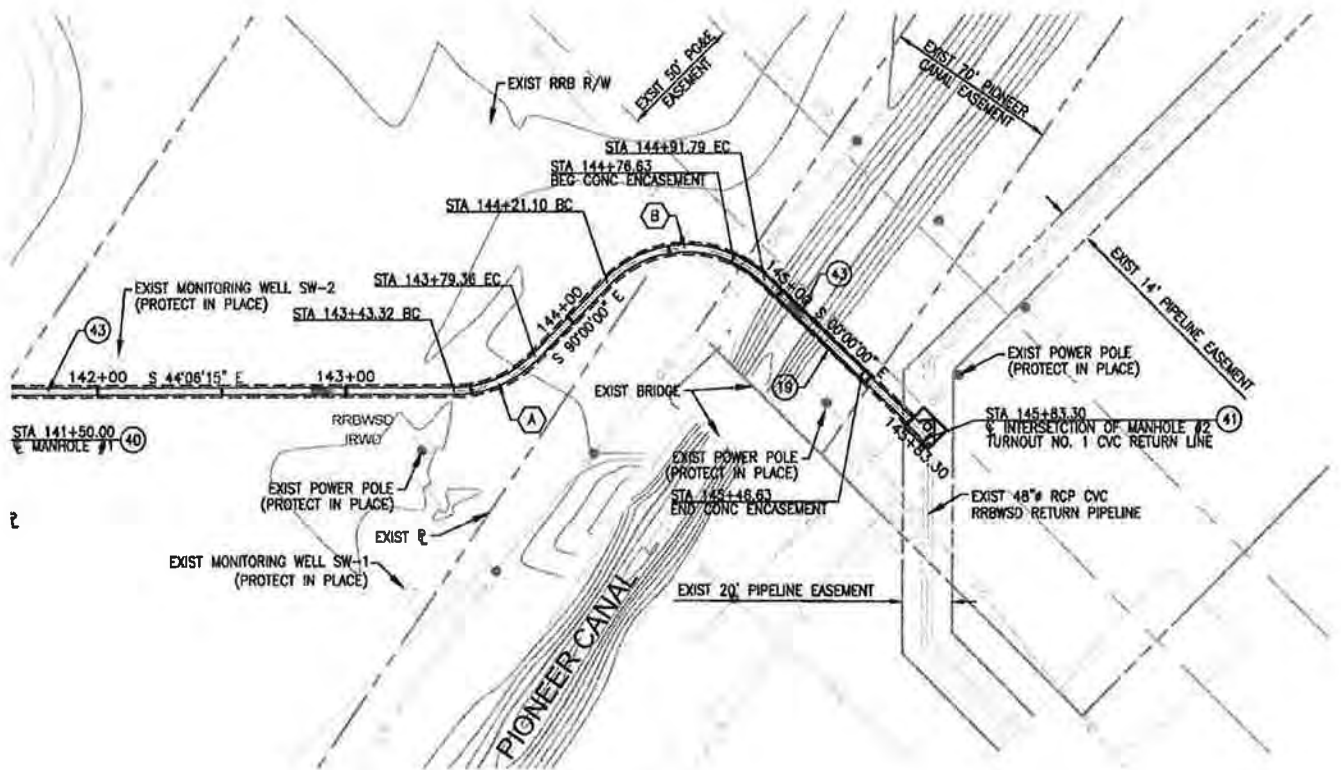 EXIST RRB R/W
EXSIT 50' PG&E
EASEMENT
EXIST 70' PIONEER
CANAL EASEMENT
STA 144+91.79 EC
STA 144+76.63
BEG CONC ENCASEMENT
STA 144+21.10 BC
B
EXIST MONITORING WELL SW-2
(PROTECT IN PLACE)
STA 143+79.36 EC
STA 143+43.32 BC
43
142+00
S 44°06'15" E
143+00
144+00
S 90°00'00" E
145+00
43
S 00°00'00" E
EXIST 14' PIPELINE EASEMENT
A
STA 141+50.00
℄ MANHOLE #1
40
RRBWSD
IRWD
EXIST BRIDGE
19
EXIST POWER POLE
(PROTECT IN PLACE)
STA 145+83.30
℄ INTERSETCTION OF MANHOLE #2
TURNOUT NO. 1 CVC RETURN LINE
41
145+83.30
EXIST POWER POLE
(PROTECT IN PLACE)
STA 145+46.63
END CONC ENCASEMENT
EXIST POWER POLE
(PROTECT IN PLACE)
EXIST 48"ø RCP CVC
RRBWSD RETURN PIPELINE
EXIST ⅊
EXIST MONITORING WELL SW-1
(PROTECT IN PLACE)
EXIST 20' PIPELINE EASEMENT
PIONEER CANAL